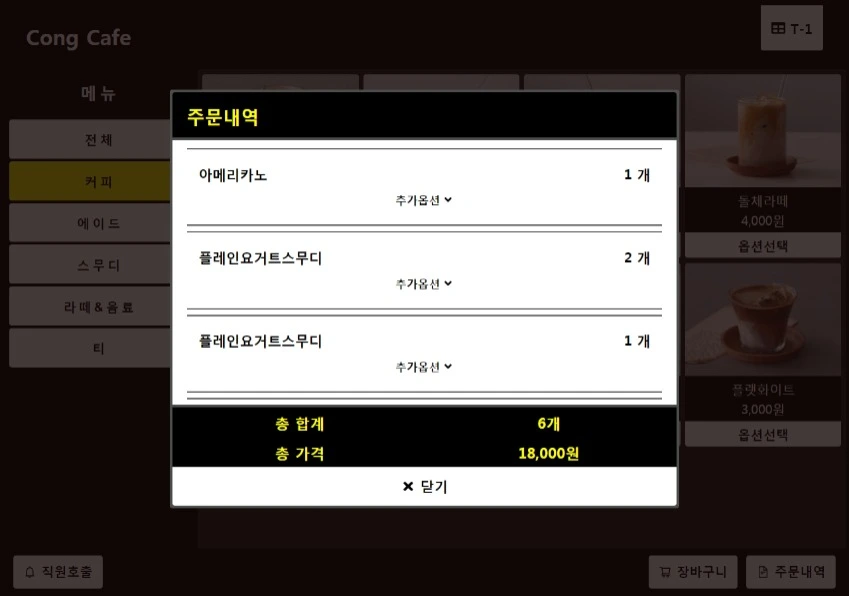 Cong Cafe
T-1
메뉴
전체
커피
에이드
스무디
라떼&음료
티
주문내역
아메리카노 1 개
추가옵션
플레인요거트스무디 2 개
추가옵션
플레인요거트스무디 1 개
추가옵션
총 합계 6개
총 가격 18,000원
닫기
돌체라떼
4,000원
옵션선택
플랫화이트
3,000원
옵션선택
직원호출
장바구니
주문내역